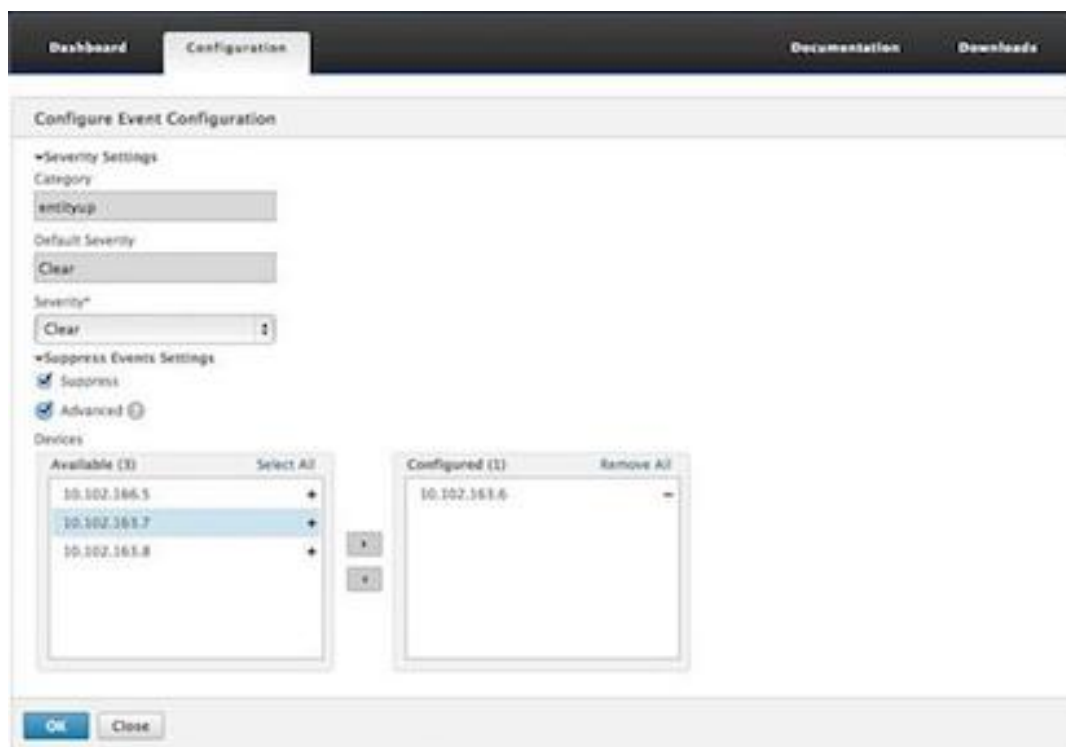 Dashboard Configuration Documentation Downloads
Configure Event Configuration
Severity Settings
Category
entityup
Default Severity
Clear
Severity*
Clear
Suppress Events Settings
Suppress
Advanced
Devices
Available (3) Select All
10.102.166.5 +
10.102.163.7 +
10.102.163.8 +
Configured (1) Remove All
10.102.163.6 −
OK Close